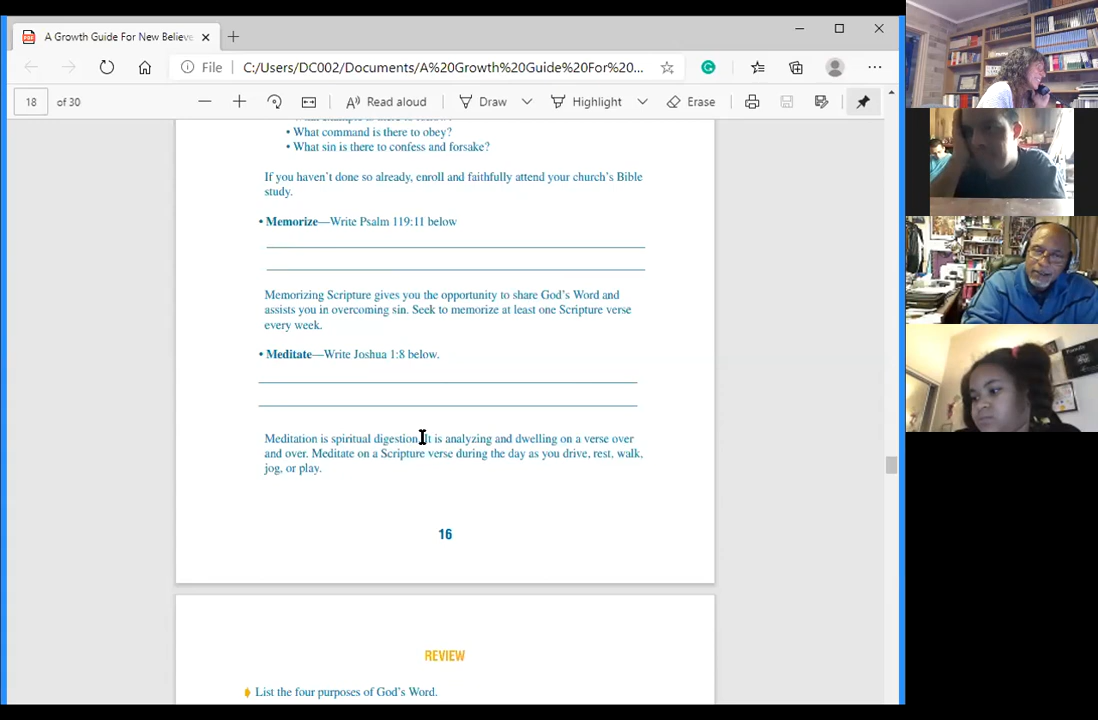 A Growth Guide For New Believe
File C:/Users/DC002/Documents/A%20Growth%20Guide%20For%20...
18 of 30 Read aloud Draw Highlight Erase
• What command is there to obey?
• What sin is there to confess and forsake?
If you haven't done so already, enroll and faithfully attend your church's Bible
study.
• Memorize—Write Psalm 119:11 below
Memorizing Scripture gives you the opportunity to share God's Word and
assists you in overcoming sin. Seek to memorize at least one Scripture verse
every week.
• Meditate—Write Joshua 1:8 below.
Meditation is spiritual digestion. It is analyzing and dwelling on a verse over
and over. Meditate on a Scripture verse during the day as you drive, rest, walk,
jog, or play.
16
REVIEW
List the four purposes of God's Word.